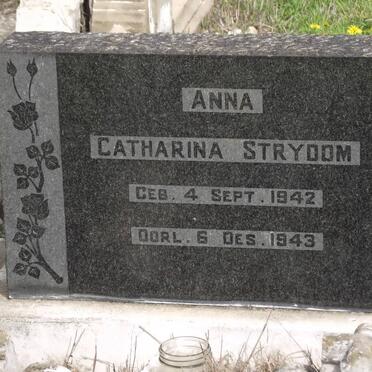 ANNA
CATHARINA STRYDOM
GEB. 4 SEPT. 1942
OORL. 6 DES. 1943